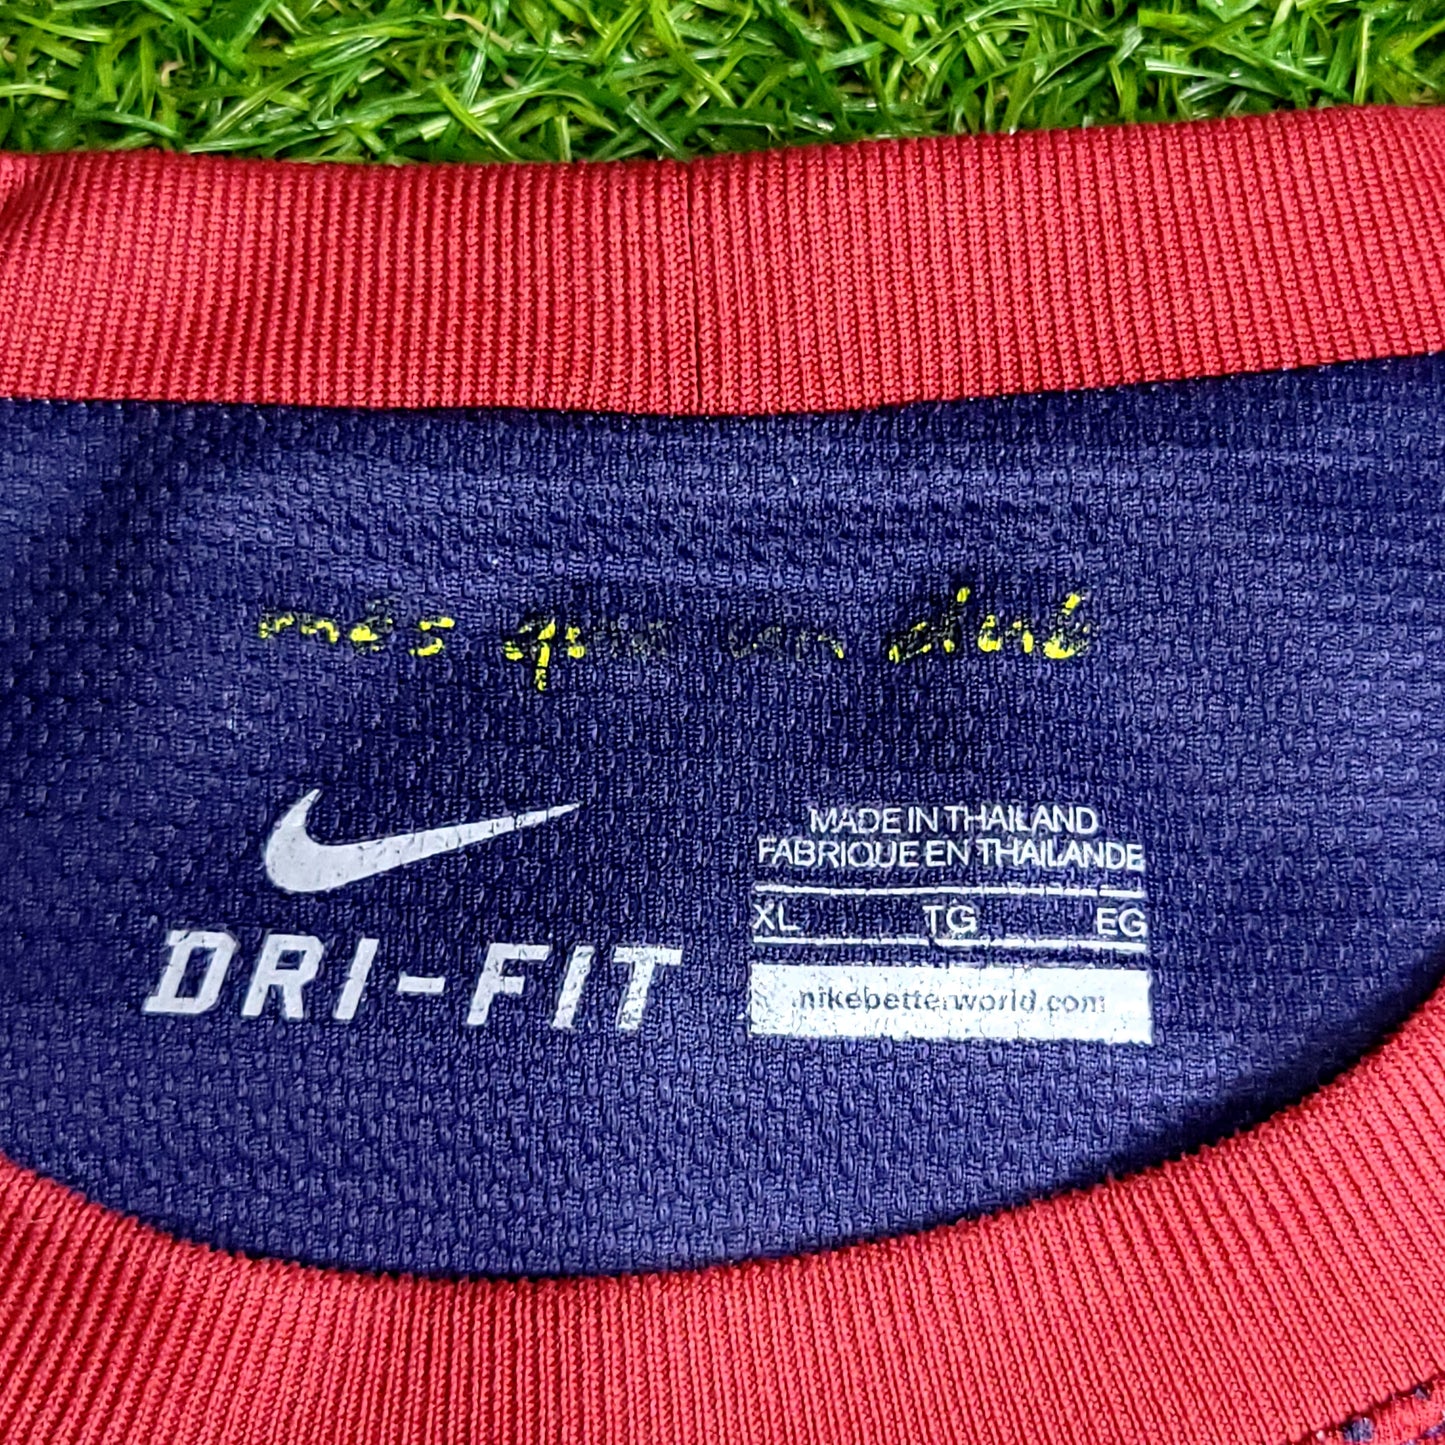 més que un club
DRI-FIT
MADE IN THAILAND
FABRIQUE EN THAILANDE
XL TG EG
nikebetterworld.com